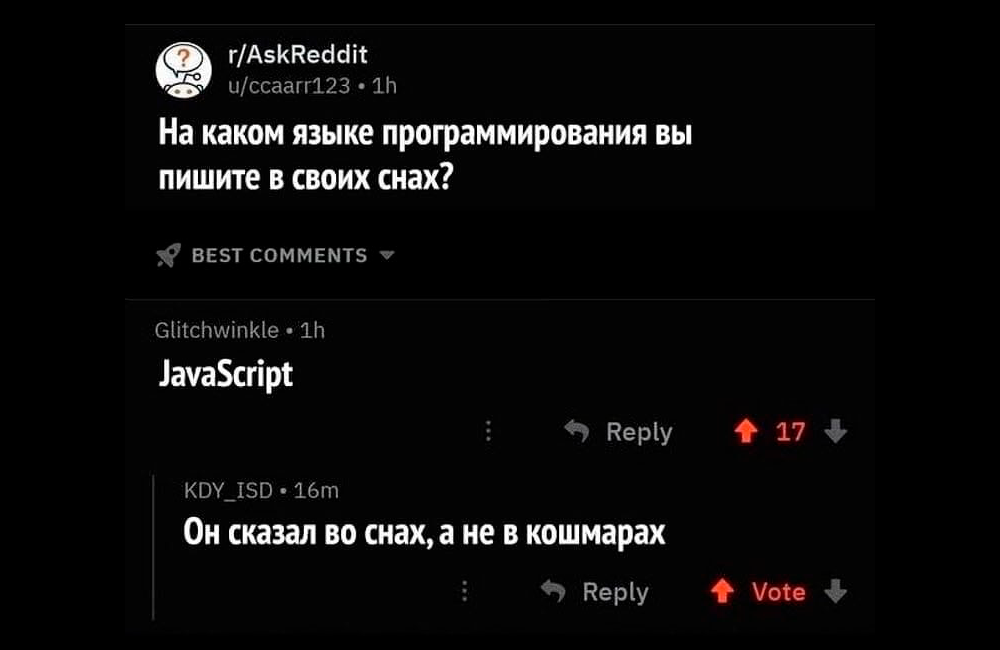 r/AskReddit
u/ccaarr123 • 1h
На каком языке программирования вы
пишите в своих снах?
BEST COMMENTS
Glitchwinkle • 1h
JavaScript
Reply 17
KDY_ISD • 16m
Он сказал во снах, а не в кошмарах
Reply Vote